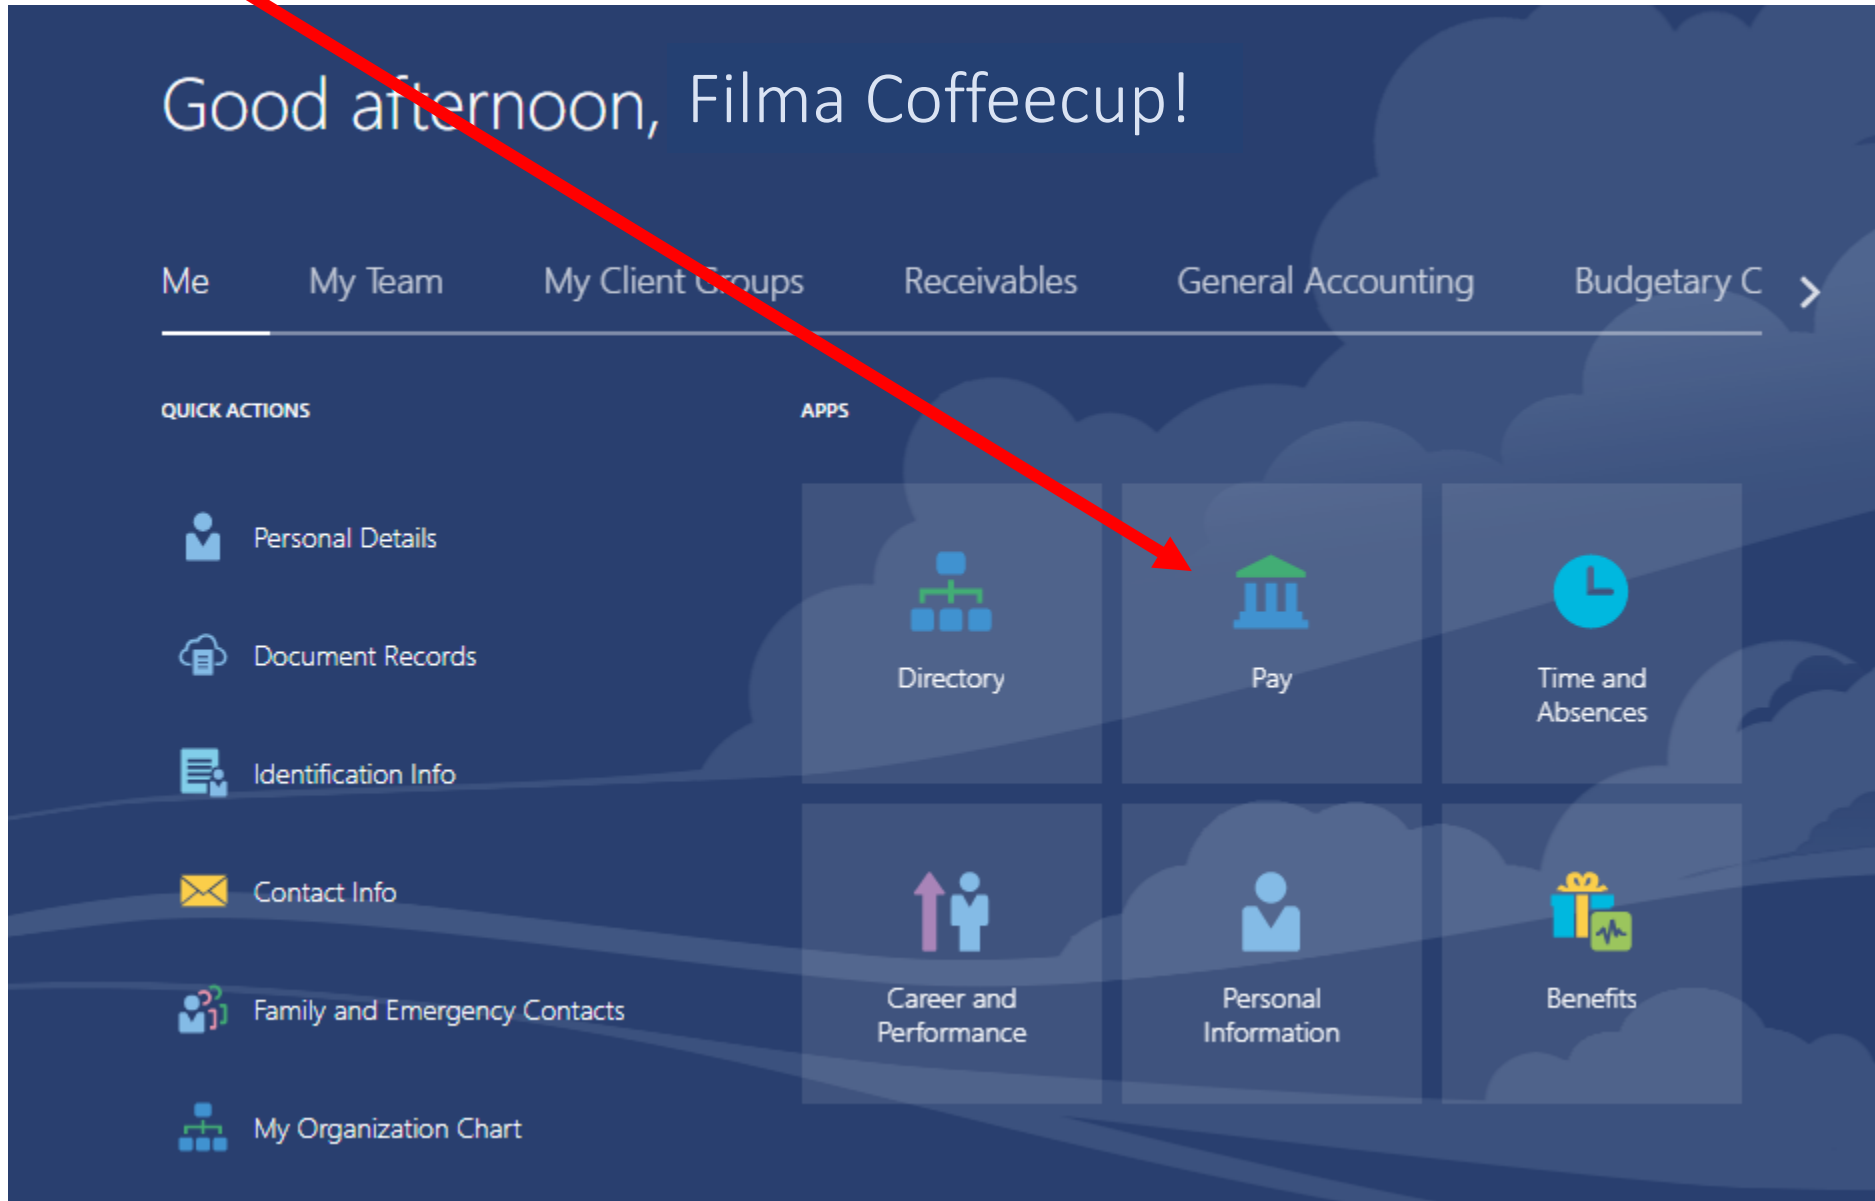 Good afternoon, Filma Coffeecup!
Me My Team My Client Groups Receivables General Accounting Budgetary C
QUICK ACTIONS
Personal Details
Document Records
Identification Info
Contact Info
Family and Emergency Contacts
My Organization Chart
APPS
Directory
Pay
Time and
Absences
Career and
Performance
Personal
Information
Benefits